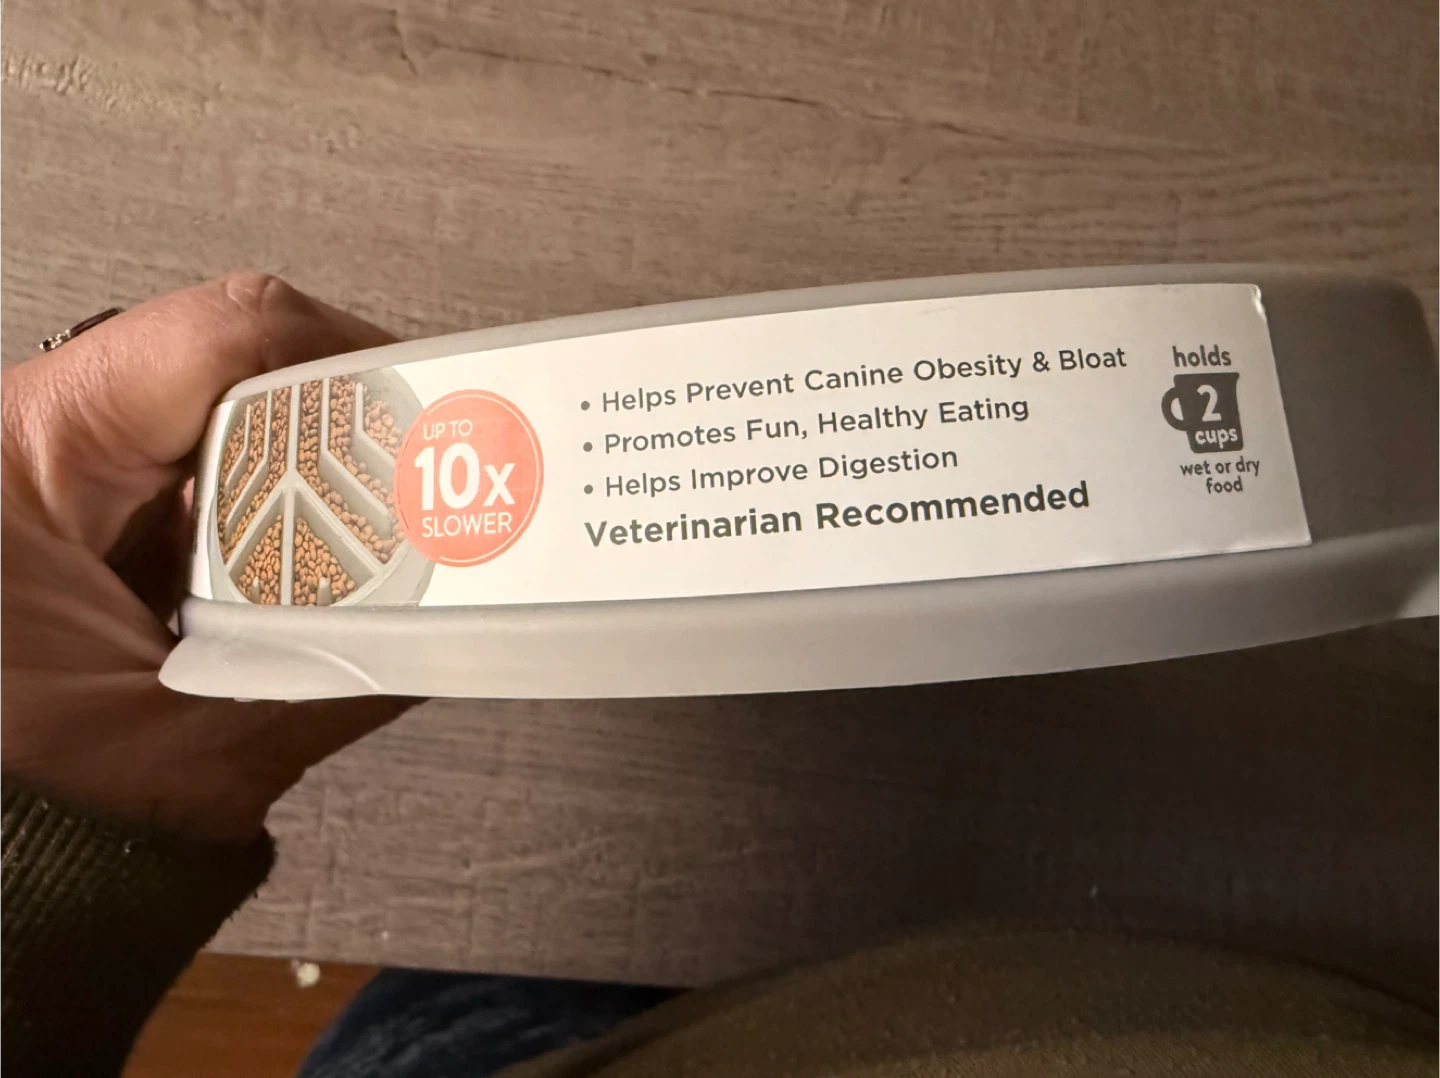 UP TO
10x
SLOWER
• Helps Prevent Canine Obesity & Bloat
• Promotes Fun, Healthy Eating
• Helps Improve Digestion
Veterinarian Recommended
holds
2
cups
wet or dry
food